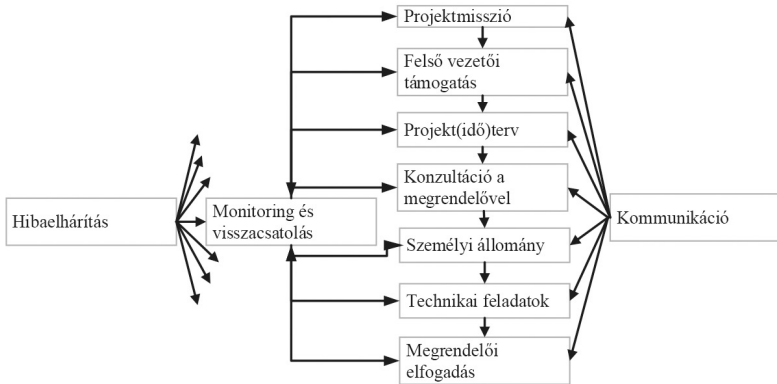 Projektmisszió
Felső vezetői
támogatás
Projekt(idő)terv
Konzultáció a
megrendelővel
Hibaelhárítás
Monitoring és
visszacsatolás
Kommunikáció
Személyi állomány
Technikai feladatok
Megrendelői
elfogadás